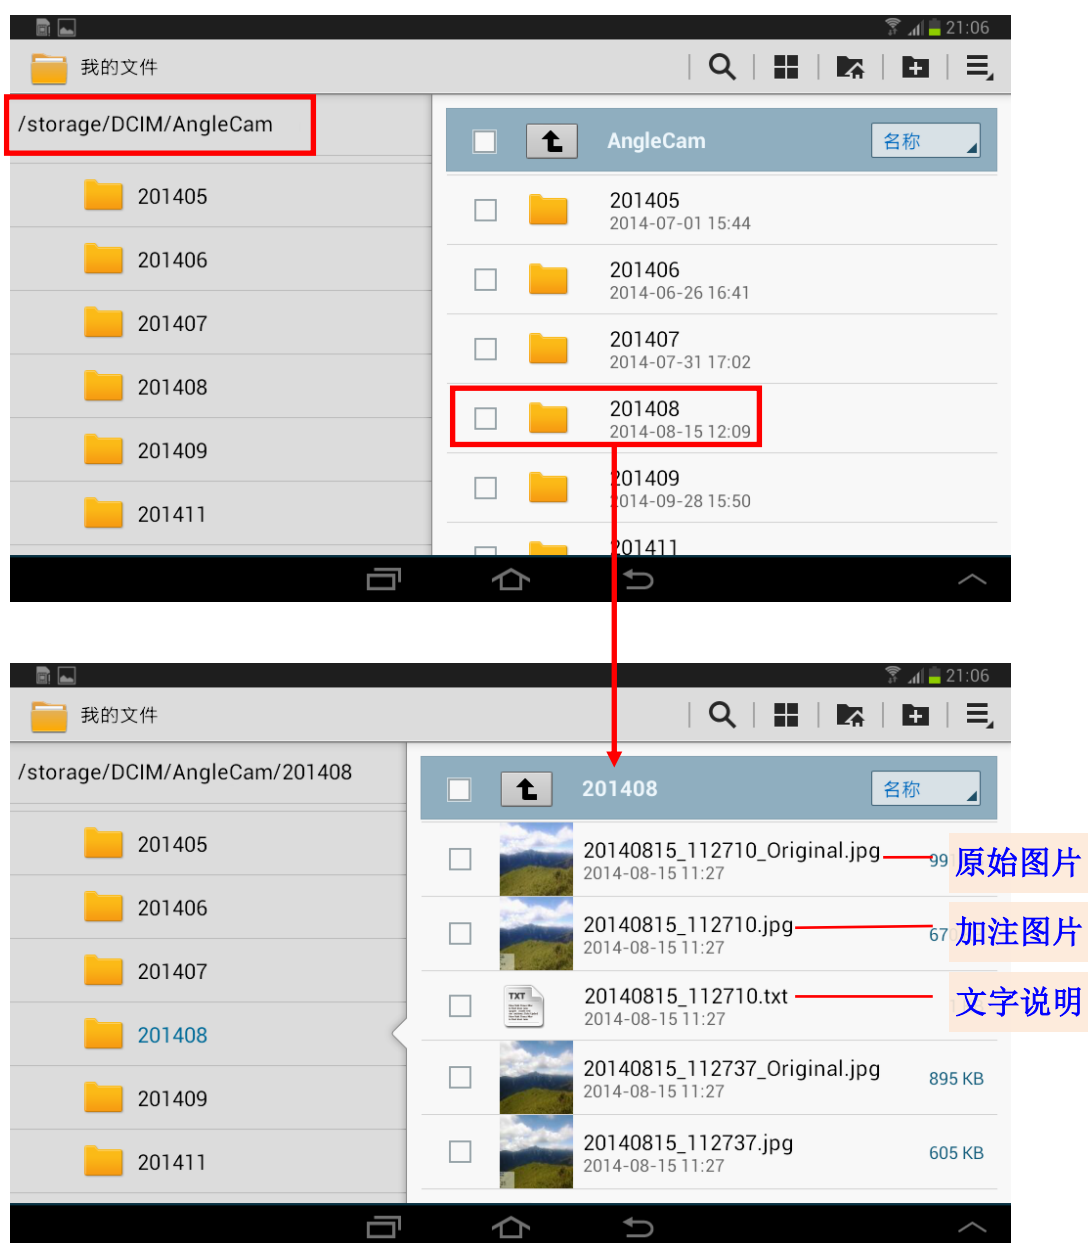 21:06
我的文件
/storage/DCIM/AngleCam
201405
201406
201407
201408
201409
201411
AngleCam
名称
201405
2014-07-01 15:44
201406
2014-06-26 16:41
201407
2014-07-31 17:02
201408
2014-08-15 12:09
201409
2014-09-28 15:50
201411
21:06
我的文件
/storage/DCIM/AngleCam/201408
201405
201406
201407
201408
201409
201411
201408
名称
20140815_112710_Original.jpg
2014-08-15 11:27
99
原始图片
20140815_112710.jpg
2014-08-15 11:27
67
加注图片
TXT
20140815_112710.txt
2014-08-15 11:27
文字说明
20140815_112737_Original.jpg
2014-08-15 11:27
895 KB
20140815_112737.jpg
2014-08-15 11:27
605 KB